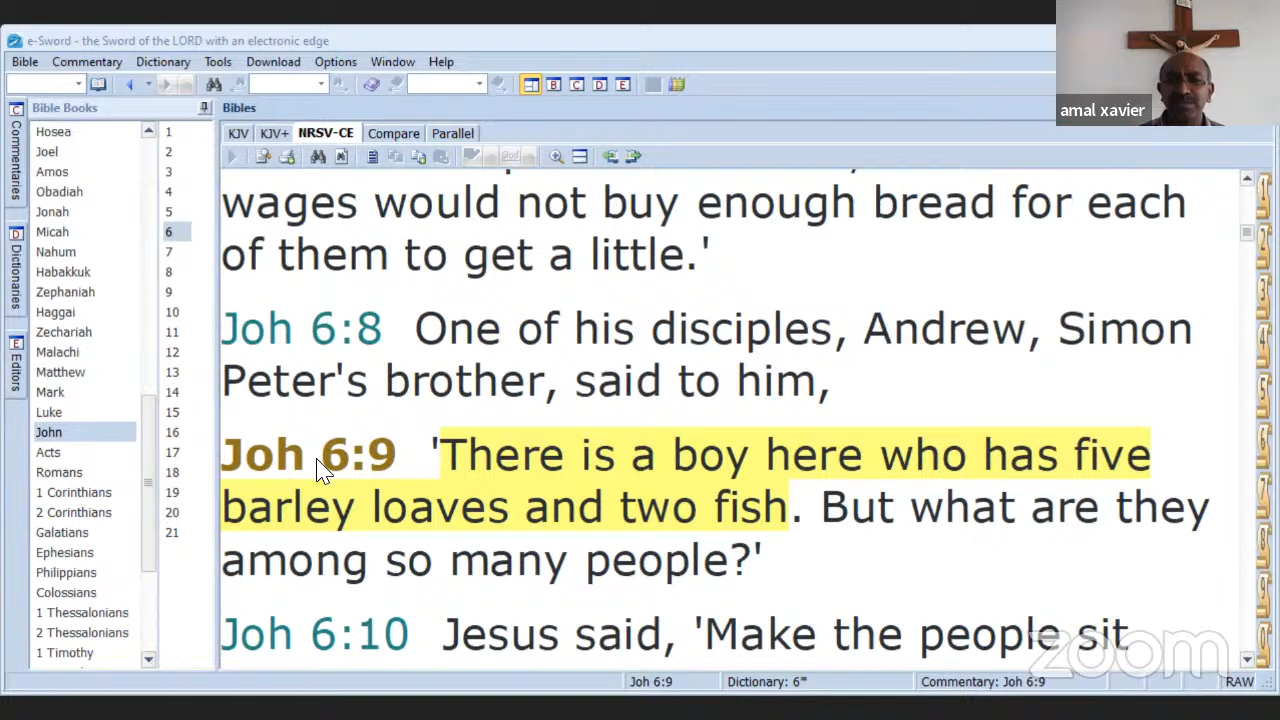 e-Sword - the Sword of the LORD with an electronic edge
Bible Commentary Dictionary Tools Download Options Window Help
amal xavier
Bible Books
Bibles
KJV KJV+ NRSV-CE Compare Parallel
B C D E
God
C Commentaries
D Dictionaries
E Editors
Hosea
Joel
Amos
Obadiah
Jonah
Micah
Nahum
Habakkuk
Zephaniah
Haggai
Zechariah
Malachi
Matthew
Mark
Luke
John
Acts
Romans
1 Corinthians
2 Corinthians
Galatians
Ephesians
Philippians
Colossians
1 Thessalonians
2 Thessalonians
1 Timothy
1
2
3
4
5
6
7
8
9
10
11
12
13
14
15
16
17
18
19
20
21
wages would not buy enough bread for each
of them to get a little.'
Joh 6:8 One of his disciples, Andrew, Simon
Peter's brother, said to him,
Joh 6:9 'There is a boy here who has five
barley loaves and two fish. But what are they
among so many people?'
Joh 6:10 Jesus said, 'Make the people sit
zoom
Joh 6:9 Dictionary: 6* Commentary: Joh 6:9 RAW